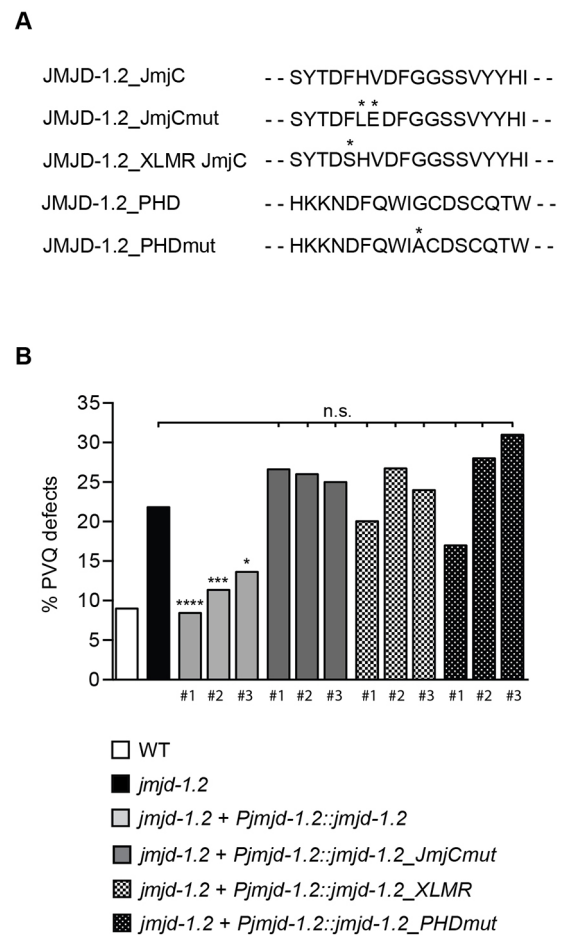 A
JMJD-1.2_JmjC -- SYTDFHVDFGGSSVYYHI --
* *
JMJD-1.2_JmjCmut -- SYTDFLEDFGGSSVYYHI --
*
JMJD-1.2_XLMR JmjC -- SYTDSHVDFGGSSVYYHI --
JMJD-1.2_PHD -- HKKNDFQWIGCDSCQTW --
*
JMJD-1.2_PHDmut -- HKKNDFQWIACDSCQTW --
B
n.s.
% PVQ defects
35
30
25
20
15
10
5
0
**** *** *
#1 #2 #3 #1 #2 #3 #1 #2 #3 #1 #2 #3
WT
jmjd-1.2
jmjd-1.2 + Pjmjd-1.2::jmjd-1.2
jmjd-1.2 + Pjmjd-1.2::jmjd-1.2_JmjCmut
jmjd-1.2 + Pjmjd-1.2::jmjd-1.2_XLMR
jmjd-1.2 + Pjmjd-1.2::jmjd-1.2_PHDmut